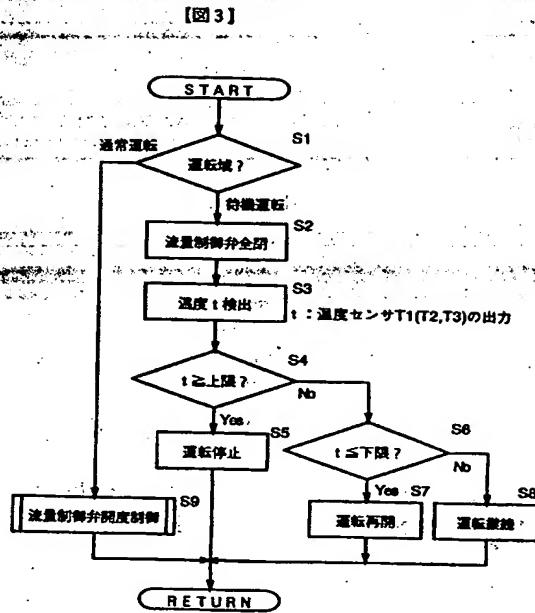 【図3】
START
S1
通常運転
運転域？
待機運転
S2
流量制御弁全閉
S3
温度 t 検出
t ：温度センサT1(T2,T3)の出力
S4
t ≧上限？
No
Yes
S5
運転停止
S6
t ≦下限？
No
Yes
S7
運転再開
S8
運転継続
S9
流量制御弁開度制御
RETURN